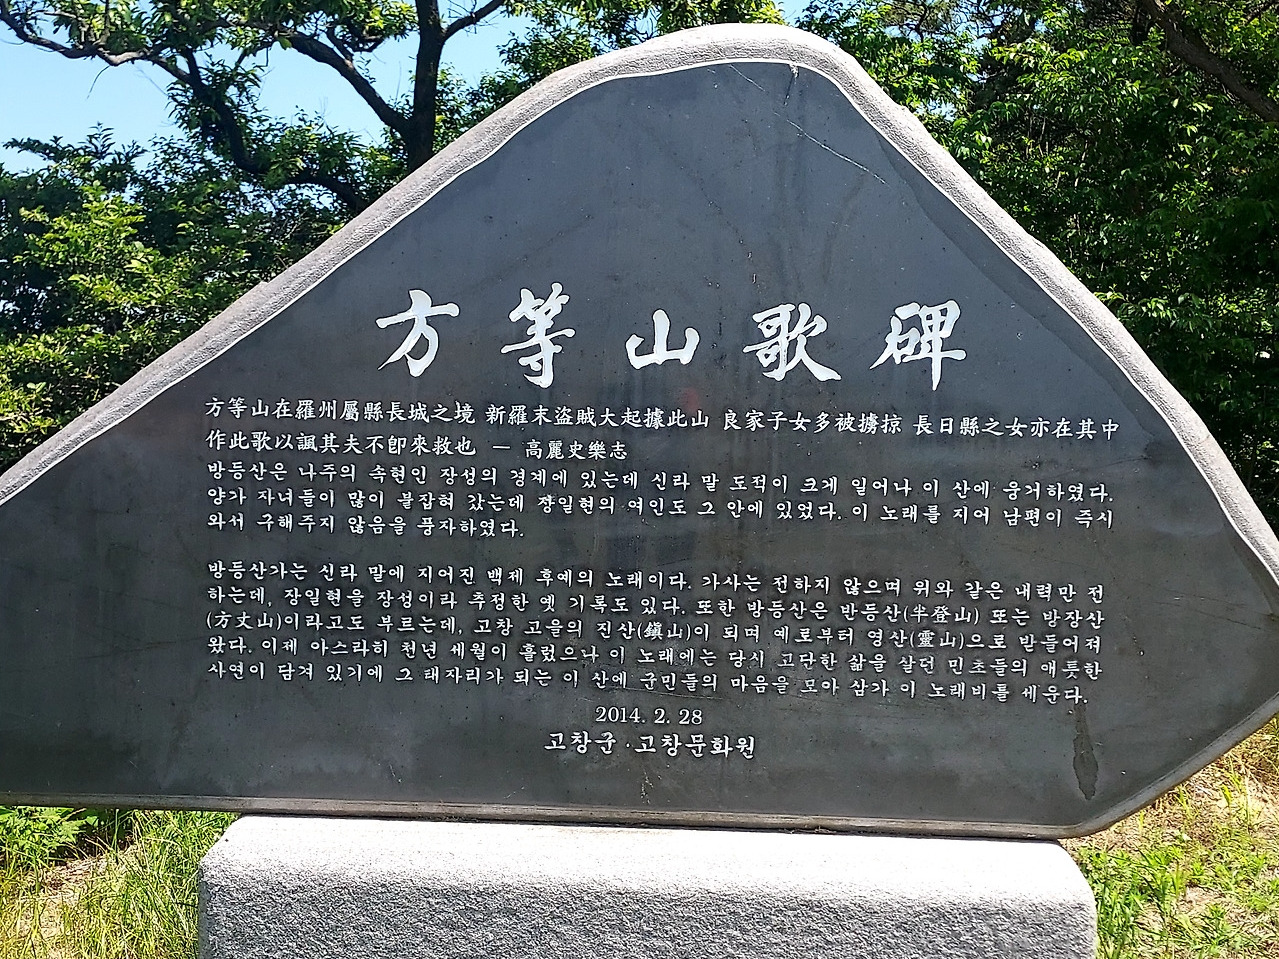 方等山歌碑
方等山在羅州屬縣長城之境 新羅末盜賊大起據此山 良家子女多被擄掠 長日縣之女亦在其中
作此歌以諷其夫不卽來救也 — 高麗史樂志
방등산은 나주의 속현인 장성의 경계에 있는데 신라 말 도적이 크게 일어나 이 산에 웅거하였다.
양가 자녀들이 많이 붙잡혀 갔는데 장일현의 여인도 그 안에 있었다. 이 노래를 지어 남편이 즉시
와서 구해주지 않음을 풍자하였다.
방등산가는 신라 말에 지어진 백제 후예의 노래이다. 가사는 전하지 않으며 위와 같은 내력만 전
하는데, 장일현을 장성이라 추정한 옛 기록도 있다. 또한 방등산은 반등산(半登山) 또는 방장산
(方丈山)이라고도 부르는데, 고창 고을의 진산(鎭山)이 되며 예로부터 영산(靈山)으로 받들어져
왔다. 이제 아스라히 천년 세월이 흘렀으나 이 노래에는 당시 고단한 삶을 살던 민초들의 애틋한
사연이 담겨 있기에 그 태자리가 되는 이 산에 군민들의 마음을 모아 삼가 이 노래비를 세운다.
2014. 2. 28
고창군 · 고창문화원